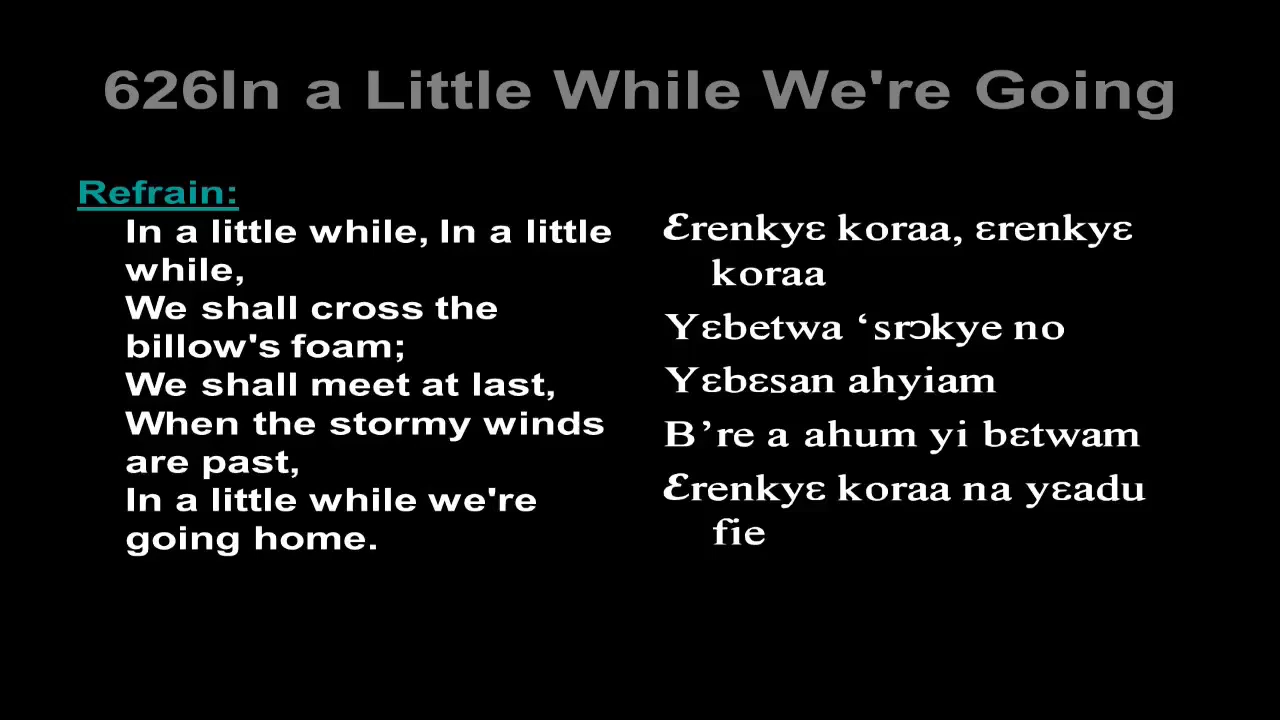 626In a Little While We're Going
Refrain:
In a little while, In a little
while,
We shall cross the
billow's foam;
We shall meet at last,
When the stormy winds
are past,
In a little while we're
going home.
Ɛrenkyɛ koraa, ɛrenkyɛ
koraa
Yɛbetwa ‘srɔkye no
Yɛbɛsan ahyiam
B’re a ahum yi bɛtwam
Ɛrenkyɛ koraa na yɛadu
fie